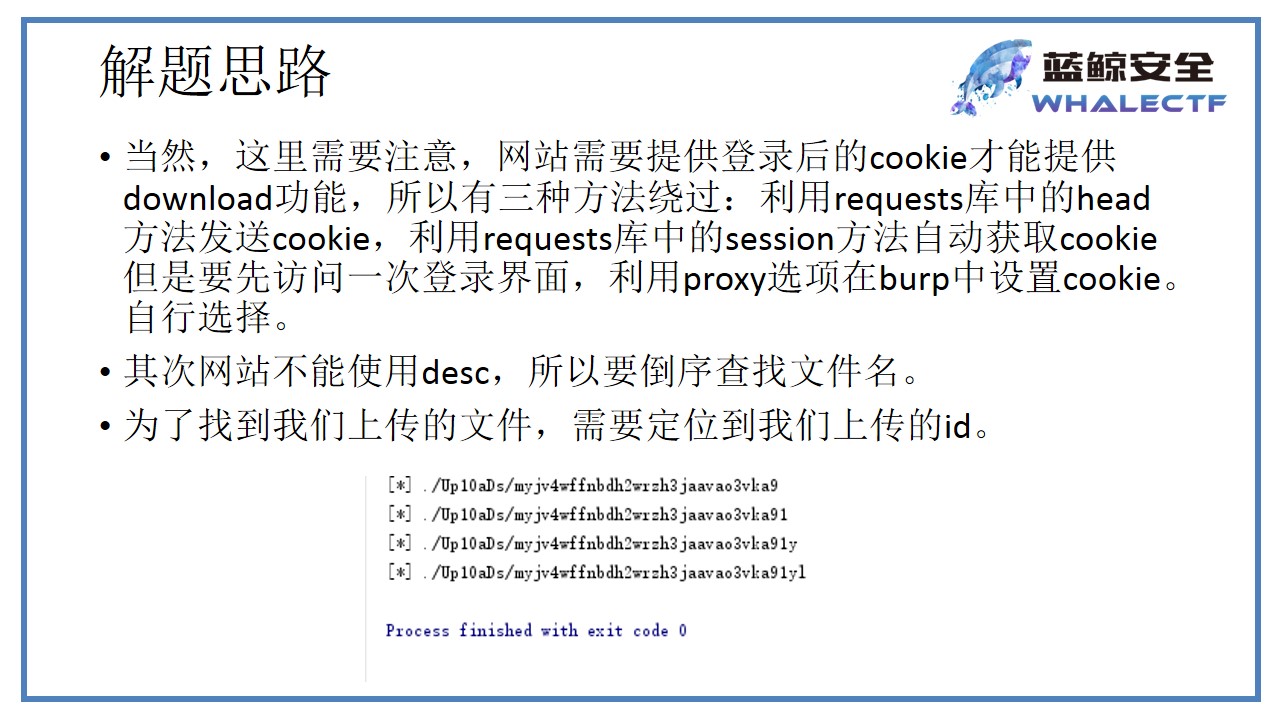 解题思路
蓝鲸安全
WHALECTF
• 当然，这里需要注意，网站需要提供登录后的cookie才能提供
download功能，所以有三种方法绕过：利用requests库中的head
方法发送cookie，利用requests库中的session方法自动获取cookie
但是要先访问一次登录界面，利用proxy选项在burp中设置cookie。
自行选择。
• 其次网站不能使用desc，所以要倒序查找文件名。
• 为了找到我们上传的文件，需要定位到我们上传的id。
[*] ./Up10aDs/myjv4wffnbdh2wrzh3jaavao3vka9
[*] ./Up10aDs/myjv4wffnbdh2wrzh3jaavao3vka91
[*] ./Up10aDs/myjv4wffnbdh2wrzh3jaavao3vka91y
[*] ./Up10aDs/myjv4wffnbdh2wrzh3jaavao3vka91yl
Process finished with exit code 0